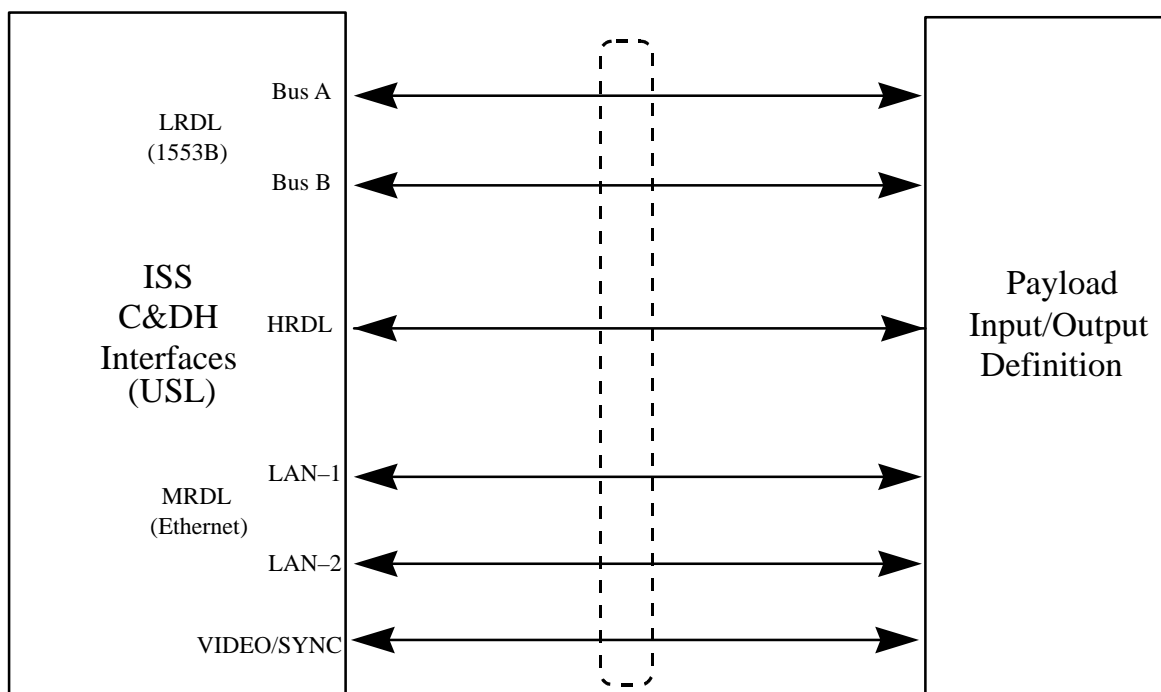 Bus A
LRDL
(1553B)
Bus B
ISS
C&DH
Interfaces
(USL)
HRDL
Payload
Input/Output
Definition
LAN–1
MRDL
(Ethernet)
LAN–2
VIDEO/SYNC